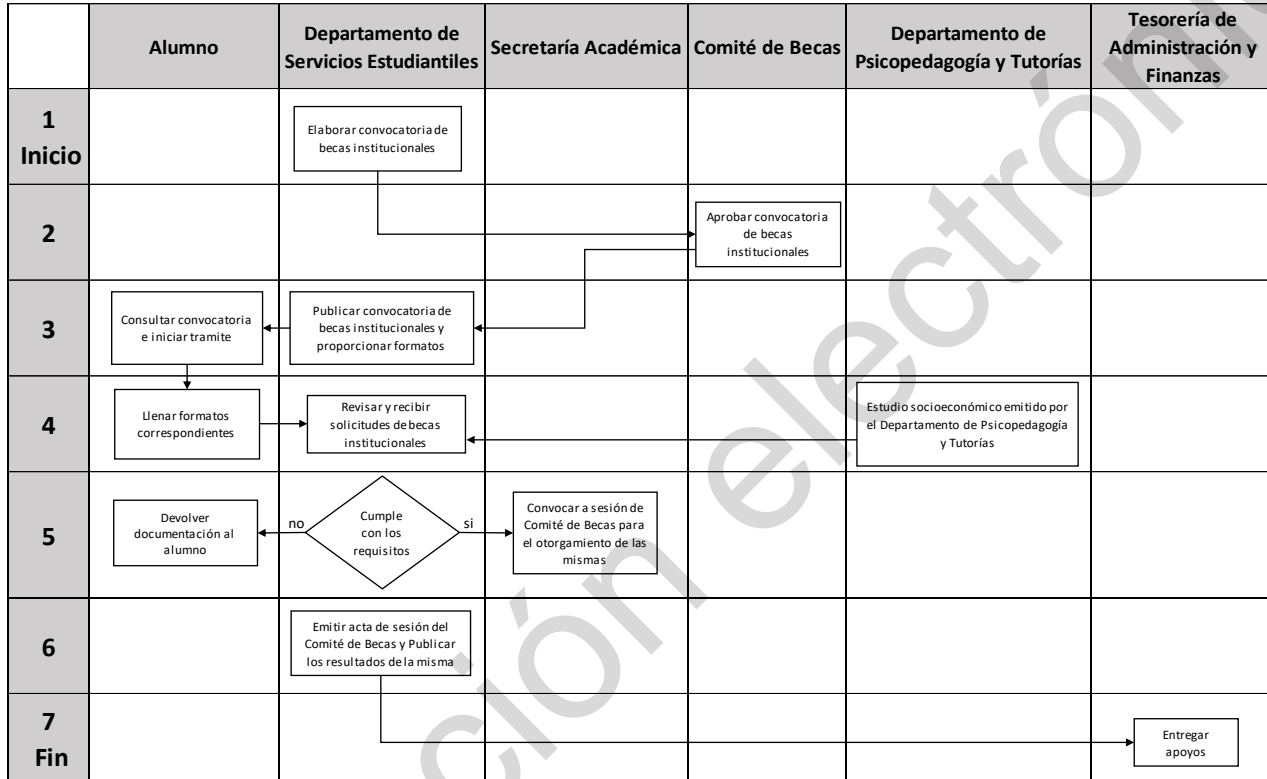 Alumno
Departamento de
Servicios Estudiantiles
Secretaría Académica
Comité de Becas
Departamento de
Psicopedagogía y Tutorías
Tesorería de
Administración y
Finanzas
1
Inicio
Elaborar convocatoria de
becas institucionales
2
Aprobar convocatoria
de becas
institucionales
3
Consultar convocatoria
e iniciar tramite
Publicar convocatoria de
becas institucionales y
proporcionar formatos
4
Llenar formatos
correspondientes
Revisar y recibir
solicitudes de becas
institucionales
Estudio socioeconómico emitido por
el Departamento de Psicopedagogía
y Tutorías
5
Devolver
documentación al
alumno
no
Cumple
con los
requisitos
si
Convocar a sesión de
Comité de Becas para
el otorgamiento de las
mismas
6
Emitir acta de sesión del
Comité de Becas y Publicar
los resultados de la misma
7
Fin
Entregar
apoyos
ción electróni